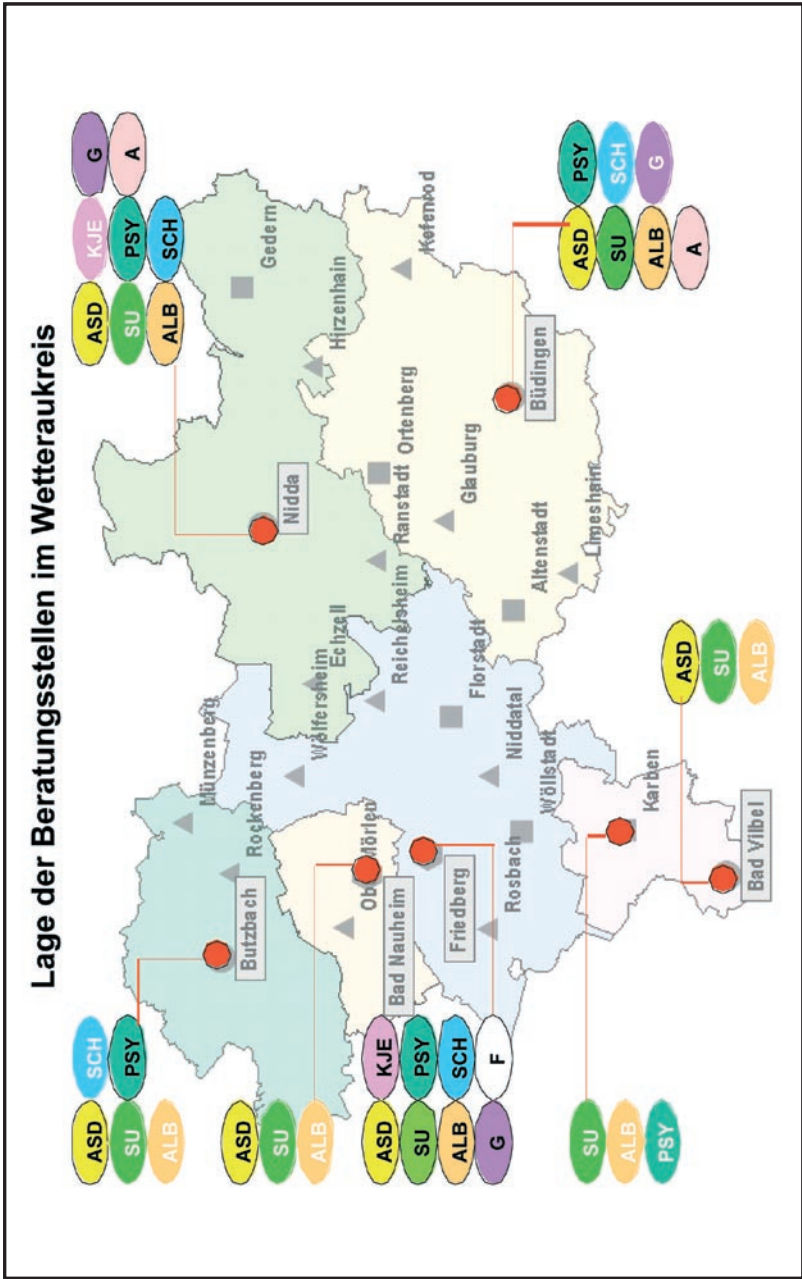 Lage der Beratungsstellen im Wetteraukreis
ASD SCH
SU PSY
ALB
ASD
SU
ALB
ASD KJE
SU PSY
ALB SCH
G F
SU
ALB
PSY
ASD KJE G
SU PSY A
ALB SCH
ASD PSY
SU SCH
ALB G
A
ASD
SU
ALB
Münzenberg
Rockenberg
Butzbach
Wölfersheim
Echzell
Nidda
Gedern
Hirzenhain
Ober Mörlen
Bad Nauheim
Reichelsheim
Ranstadt
Ortenberg
Kefenrod
Friedberg
Florstadt
Glauburg
Rosbach
Niddatal
Altenstadt
Büdingen
Wöllstadt
Limeshain
Karben
Bad Vilbel